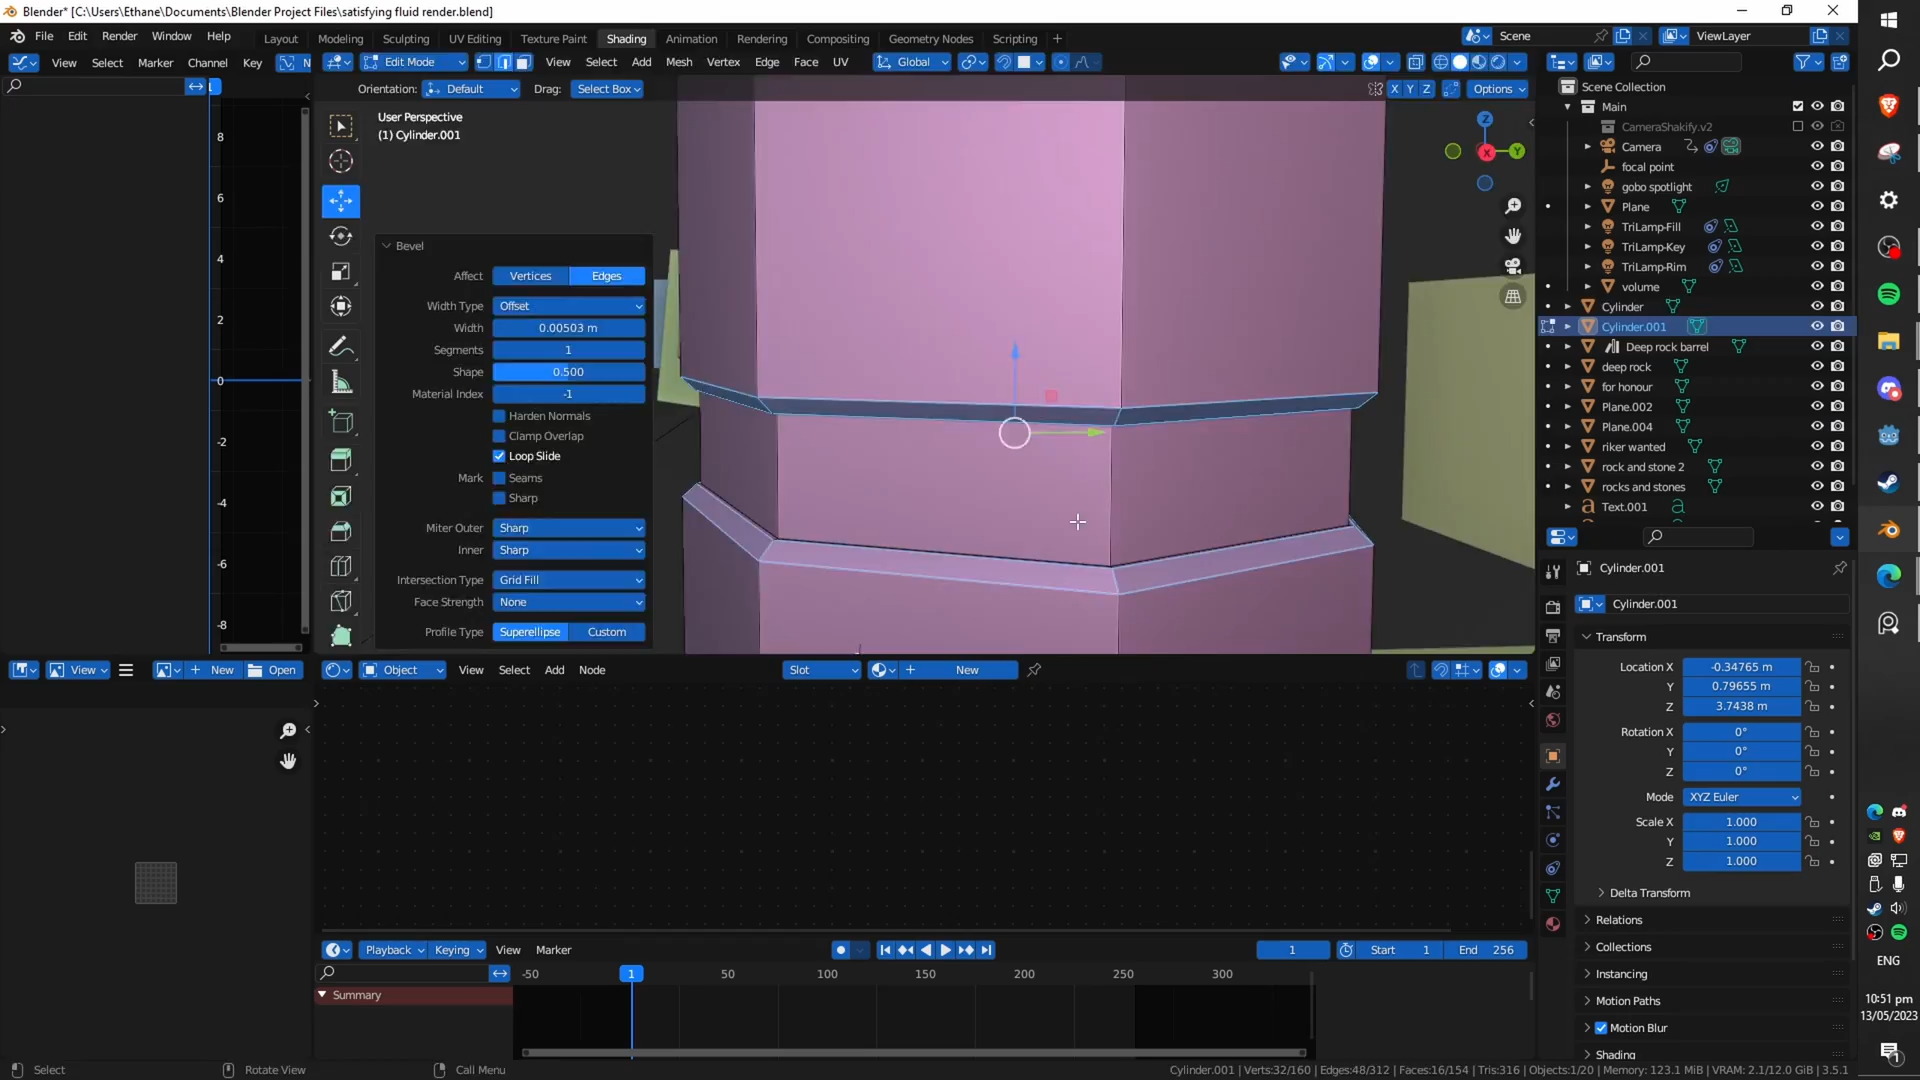 Blender* [C:\Users\Ethane\Documents\Blender Project Files\satisfying fluid render.blend]
File Edit Render Window Help
Layout Modeling Sculpting UV Editing Texture Paint Shading Animation Rendering Compositing Geometry Nodes Scripting +
Scene
ViewLayer
View Select Marker Channel Key
Edit Mode View Select Add Mesh Vertex Edge Face UV
Global
Orientation: Default Drag: Select Box
X Y Z Options
User Perspective
(1) Cylinder.001
8
6
4
2
0
-2
-4
-6
-8
Bevel
Affect Vertices Edges
Width Type Offset
Width 0.00503 m
Segments 1
Shape 0.500
Material Index -1
Harden Normals
Clamp Overlap
Loop Slide
Mark Seams
Sharp
Miter Outer Sharp
Inner Sharp
Intersection Type Grid Fill
Face Strength None
Profile Type Superellipse Custom
Z
X
Y
Scene Collection
Main
CameraShakify.v2
Camera
focal point
gobo spotlight
Plane
TriLamp-Fill
TriLamp-Key
TriLamp-Rim
volume
Cylinder
Cylinder.001
Deep rock barrel
deep rock
for honour
Plane.002
Plane.004
riker wanted
rock and stone 2
rocks and stones
Text.001
Cylinder.001
Cylinder.001
Transform
Location X -0.34765 m
Y 0.79655 m
Z 3.7438 m
Rotation X 0°
Y 0°
Z 0°
Mode XYZ Euler
Scale X 1.000
Y 1.000
Z 1.000
Delta Transform
Relations
Collections
Instancing
Motion Paths
Motion Blur
Shading
View New Open
Object View Select Add Node
Slot New
Playback Keying View Marker
1 Start 1 End 256
-50 1 50 100 150 200 250 300
Summary
Select Rotate View Call Menu
Cylinder.001 | Verts:32/160 | Edges:48/312 | Faces:16/154 | Tris:316 | Objects:1/20 | Memory: 123.1 MiB | VRAM: 2.1/12.0 GiB | 3.5.1
ENG
10:51 pm
13/05/2023